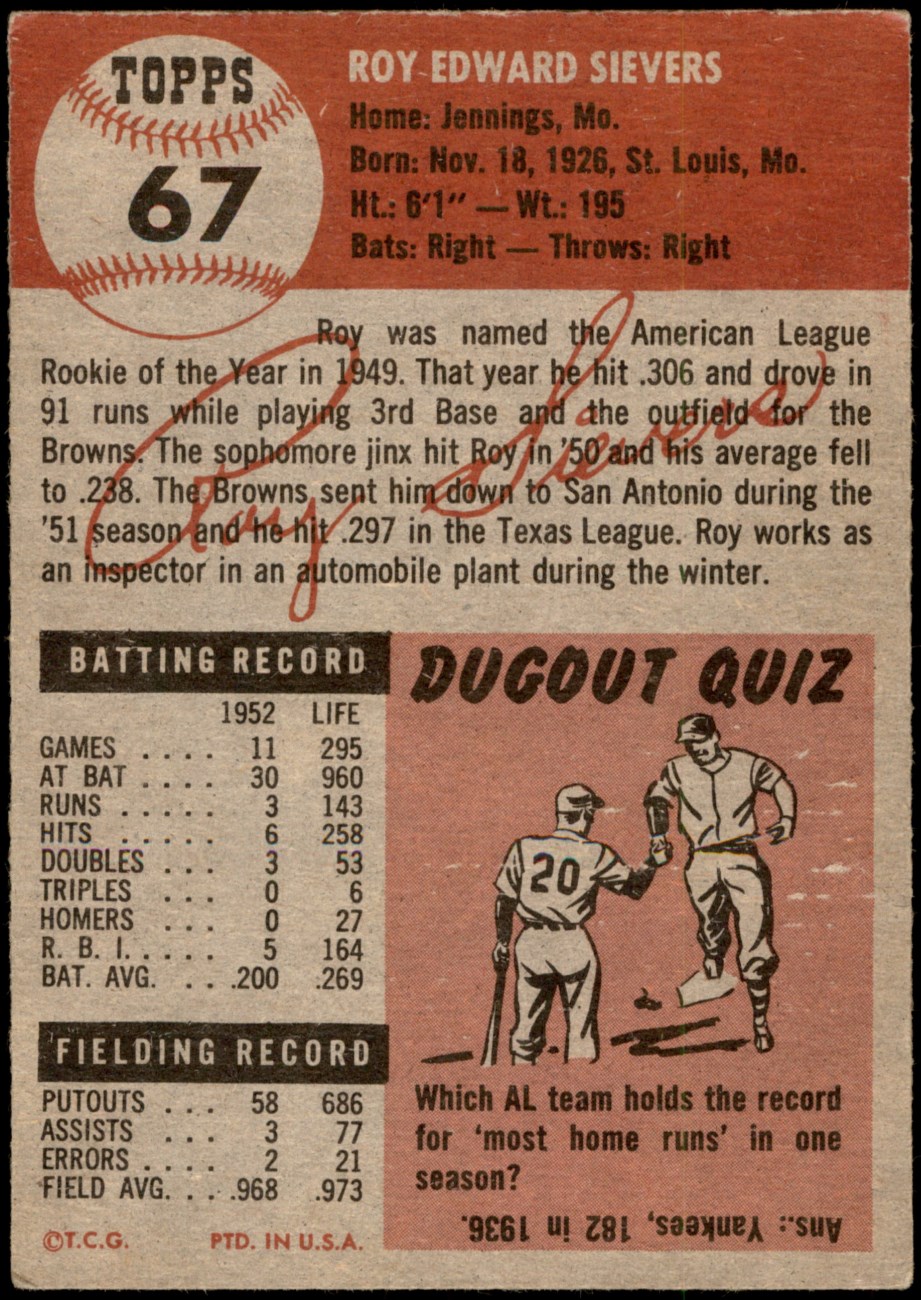 TOPPS
67
ROY EDWARD SIEVERS
Home: Jennings, Mo.
Born: Nov. 18, 1926, St. Louis, Mo.
Ht.: 6'1" — Wt.: 195
Bats: Right — Throws: Right
Roy was named the American League
Rookie of the Year in 1949. That year he hit .306 and drove in
91 runs while playing 3rd Base and the outfield for the
Browns. The sophomore jinx hit Roy in '50 and his average fell
to .238. The Browns sent him down to San Antonio during the
'51 season and he hit .297 in the Texas League. Roy works as
an inspector in an automobile plant during the winter.
Roy Sievers
BATTING RECORD
1952 LIFE
GAMES . . . . 11 295
AT BAT . . . . 30 960
RUNS . . . . . 3 143
HITS . . . . . 6 258
DOUBLES . . . 3 53
TRIPLES . . . 0 6
HOMERS . . . 0 27
R. B. I. . . . . 5 164
BAT. AVG. . . .200 .269
FIELDING RECORD
PUTOUTS . . . 58 686
ASSISTS . . . 3 77
ERRORS . . . . 2 21
FIELD AVG. . . .968 .973
©T.C.G. PTD. IN U.S.A.
DUGOUT QUIZ
20
Which AL team holds the record
for 'most home runs' in one
season?
Ans.: Yankees, 182 in 1936.